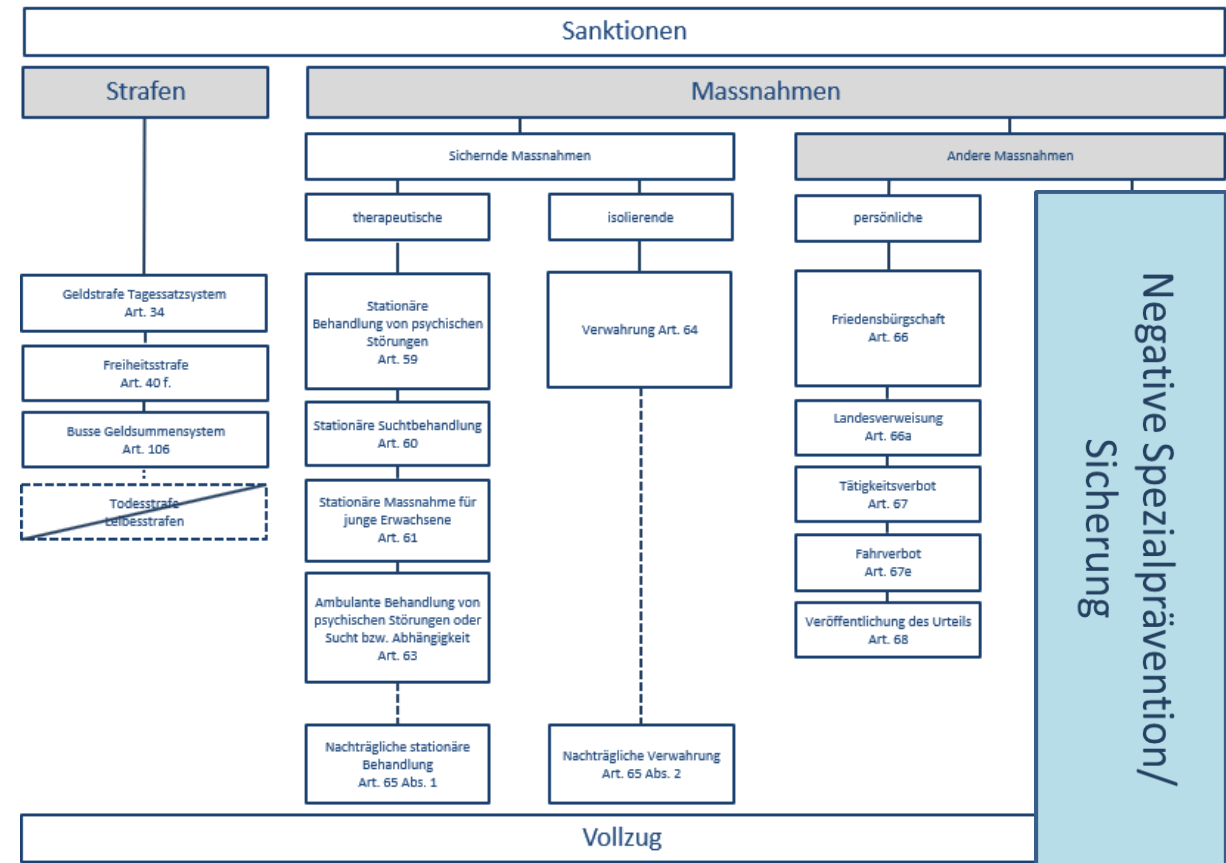 Sanktionen
Strafen
Massnahmen
Sichernde Massnahmen
Andere Massnahmen
therapeutische
isolierende
persönliche
Geldstrafe Tagessatzsystem
Art. 34
Freiheitsstrafe
Art. 40 f.
Busse Geldsummensystem
Art. 106
Todesstrafe
Leibesstrafen
Stationäre
Behandlung von psychischen
Störungen
Art. 59
Stationäre Suchtbehandlung
Art. 60
Stationäre Massnahme für
junge Erwachsene
Art. 61
Ambulante Behandlung von
psychischen Störungen oder
Sucht bzw. Abhängigkeit
Art. 63
Nachträgliche stationäre
Behandlung
Art. 65 Abs. 1
Verwahrung Art. 64
Nachträgliche Verwahrung
Art. 65 Abs. 2
Friedensbürgschaft
Art. 66
Landesverweisung
Art. 66a
Tätigkeitsverbot
Art. 67
Fahrverbot
Art. 67e
Veröffentlichung des Urteils
Art. 68
Negative Spezialprävention/
Sicherung
Vollzug